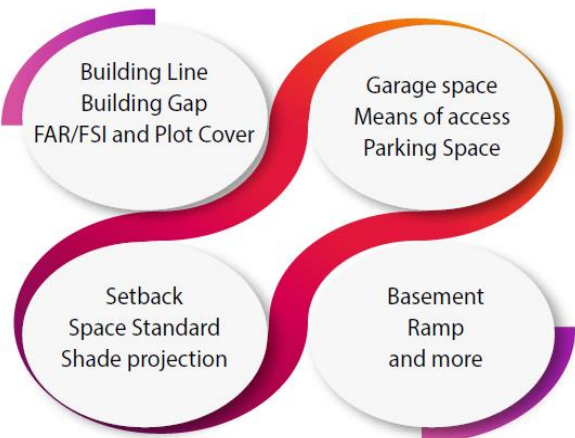 Building Line
Building Gap
FAR/FSI and Plot Cover
Garage space
Means of access
Parking Space
Setback
Space Standard
Shade projection
Basement
Ramp
and more